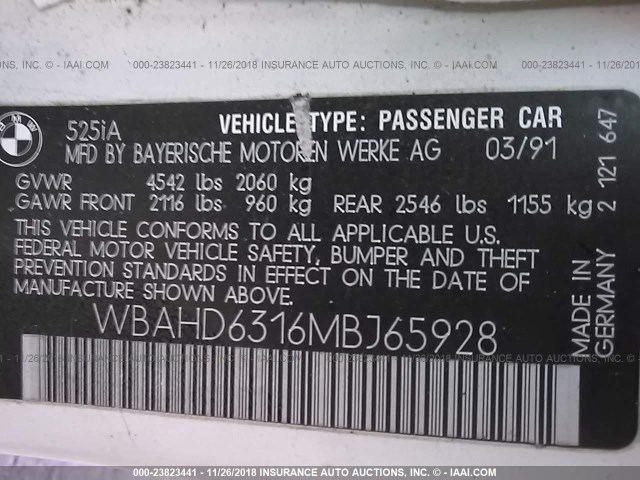 000-23823441 - 11/26/2018 INSURANCE AUTO AUCTIONS, INC. - © IAAI.COM
BMW
525iA
VEHICLE TYPE: PASSENGER CAR
MFD BY BAYERISCHE MOTOREN WERKE AG 03/91
GVWR 4542 lbs 2060 kg
GAWR FRONT 2116 lbs 960 kg REAR 2546 lbs 1155 kg
THIS VEHICLE CONFORMS TO ALL APPLICABLE U.S.
FEDERAL MOTOR VEHICLE SAFETY, BUMPER AND THEFT
PREVENTION STANDARDS IN EFFECT ON THE DATE OF
MANUFACTURE SHOWN ABOVE.
WBAHD6316MBJ65928
2 121 647
MADE IN
GERMANY
000-23823441 - 11/26/2018 INSURANCE AUTO AUCTIONS, INC. - © IAAI.COM